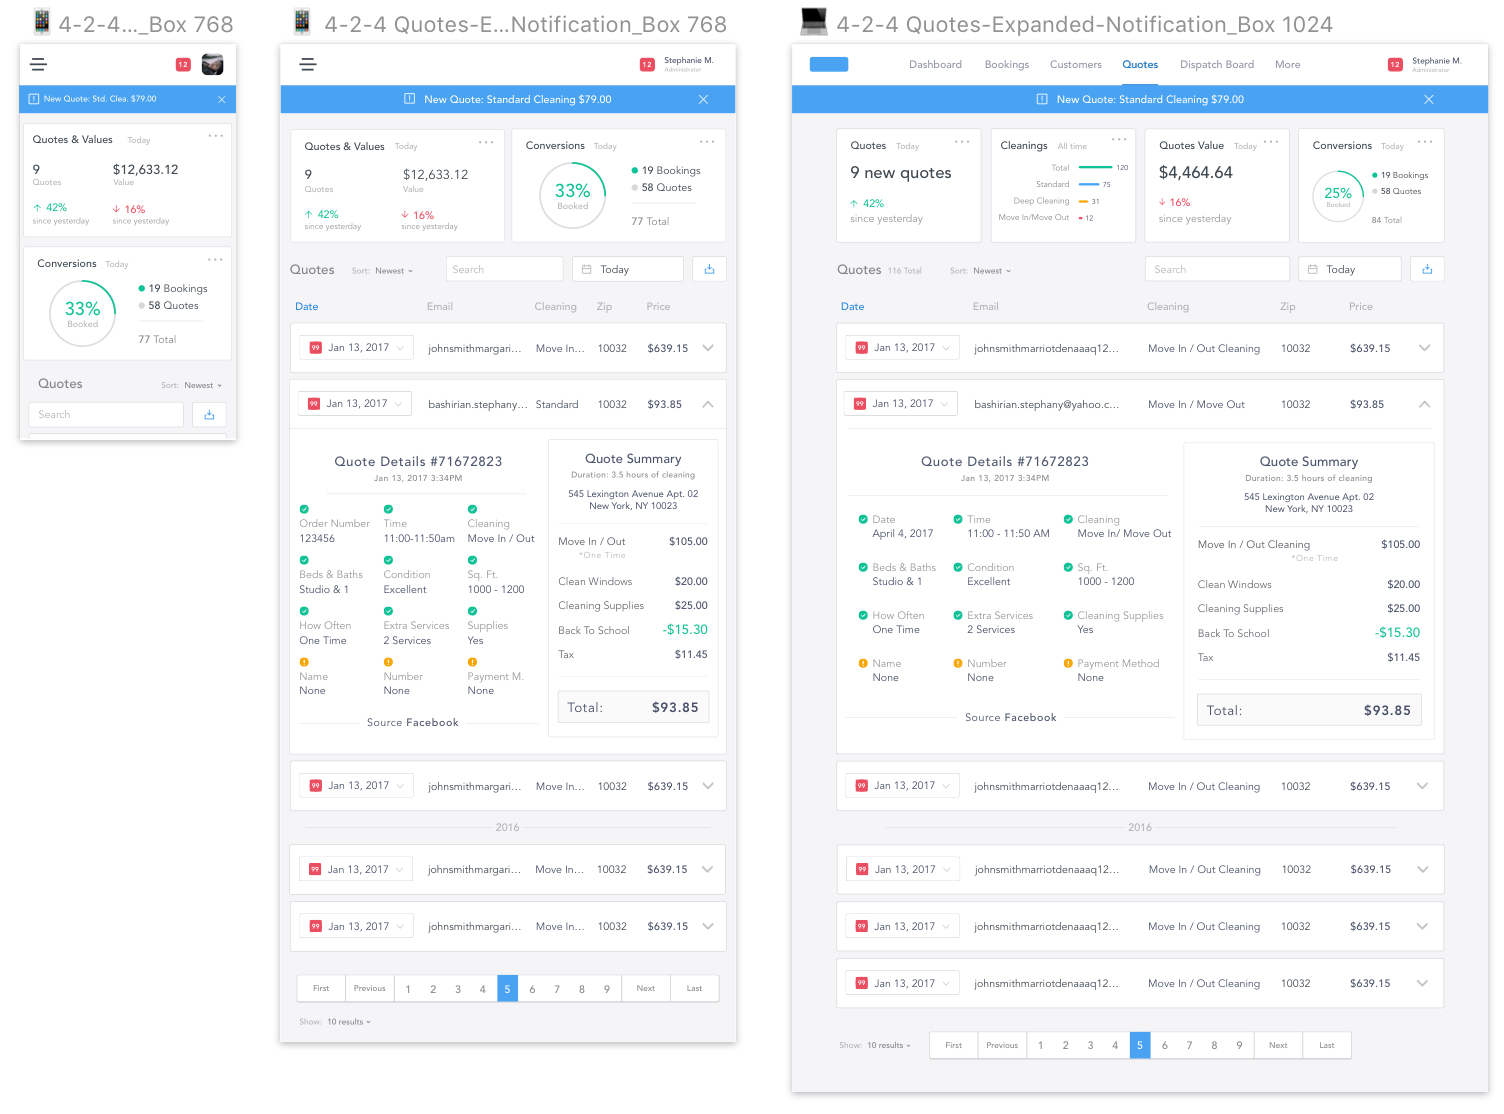 4-2-4..._Box 768
12
New Quote: Std. Clea. $79.00
Quotes & Values Today
9 $12,633.12
Quotes Value
42% 16%
since yesterday since yesterday
Conversions Today
33%
Booked
19 Bookings
58 Quotes
77 Total
Quotes Sort: Newest
Search
4-2-4 Quotes-E...Notification_Box 768
12 Stephanie M.
Administrator
New Quote: Standard Cleaning $79.00
Quotes & Values Today
9 $12,633.12
Quotes Value
42% 16%
since yesterday since yesterday
Conversions Today
33%
Booked
19 Bookings
58 Quotes
77 Total
Quotes Sort: Newest Search Today
Date Email Cleaning Zip Price
99 Jan 13, 2017 johnsmithmargari... Move In... 10032 $639.15
99 Jan 13, 2017 bashirian.stephany... Standard 10032 $93.85
Quote Details #71672823
Jan 13, 2017 3:34PM
Order Number Time Cleaning
123456 11:00-11:50am Move In / Out
Beds & Baths Condition Sq. Ft.
Studio & 1 Excellent 1000 - 1200
How Often Extra Services Supplies
One Time 2 Services Yes
Name Number Payment M.
None None None
Source Facebook
Quote Summary
Duration: 3.5 hours of cleaning
545 Lexington Avenue Apt. 02
New York, NY 10023
Move In / Out $105.00
*One Time
Clean Windows $20.00
Cleaning Supplies $25.00
Back To School -$15.30
Tax $11.45
Total: $93.85
99 Jan 13, 2017 johnsmithmargari... Move In... 10032 $639.15
2016
99 Jan 13, 2017 johnsmithmargari... Move In... 10032 $639.15
99 Jan 13, 2017 johnsmithmargari... Move In... 10032 $639.15
First Previous 1 2 3 4 5 6 7 8 9 Next Last
Show: 10 results
4-2-4 Quotes-Expanded-Notification_Box 1024
Dashboard Bookings Customers Quotes Dispatch Board More 12 Stephanie M.
Administrator
New Quote: Standard Cleaning $79.00
Quotes Today
9 new quotes
42%
since yesterday
Cleanings All time
Total 120
Standard 75
Deep Cleaning 31
Move In/Move Out 12
Quotes Value Today
$4,464.64
16%
since yesterday
Conversions Today
25%
Booked
19 Bookings
58 Quotes
84 Total
Quotes 116 Total Sort: Newest Search Today
Date Email Cleaning Zip Price
99 Jan 13, 2017 johnsmithmarriotdenaaaq12... Move In / Out Cleaning 10032 $639.15
99 Jan 13, 2017 bashirian.stephany@yahoo.c... Move In / Move Out 10032 $93.85
Quote Details #71672823
Jan 13, 2017 3:34PM
Date Time Cleaning
April 4, 2017 11:00 - 11:50 AM Move In/ Move Out
Beds & Baths Condition Sq. Ft.
Studio & 1 Excellent 1000 - 1200
How Often Extra Services Cleaning Supplies
One Time 2 Services Yes
Name Number Payment Method
None None None
Source Facebook
Quote Summary
Duration: 3.5 hours of cleaning
545 Lexington Avenue Apt. 02
New York, NY 10023
Move In / Out Cleaning $105.00
*One Time
Clean Windows $20.00
Cleaning Supplies $25.00
Back To School -$15.30
Tax $11.45
Total: $93.85
99 Jan 13, 2017 johnsmithmarriotdenaaaq12... Move In / Out Cleaning 10032 $639.15
2016
99 Jan 13, 2017 johnsmithmarriotdenaaaq12... Move In / Out Cleaning 10032 $639.15
99 Jan 13, 2017 johnsmithmarriotdenaaaq12... Move In / Out Cleaning 10032 $639.15
99 Jan 13, 2017 johnsmithmarriotdenaaaq12... Move In / Out Cleaning 10032 $639.15
Show: 10 results First Previous 1 2 3 4 5 6 7 8 9 Next Last